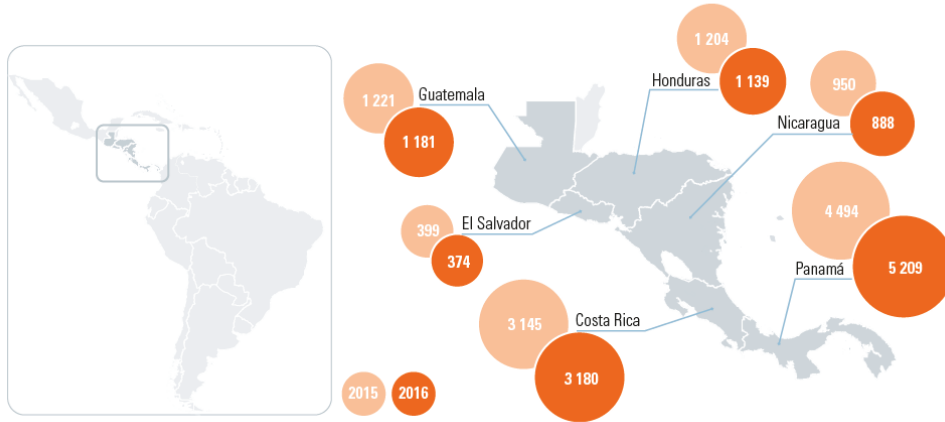 1 204
Honduras
1 139
950
Nicaragua
888
1 221
Guatemala
1 181
4 494
Panamá
5 209
399
El Salvador
374
3 145
Costa Rica
3 180
2015
2016